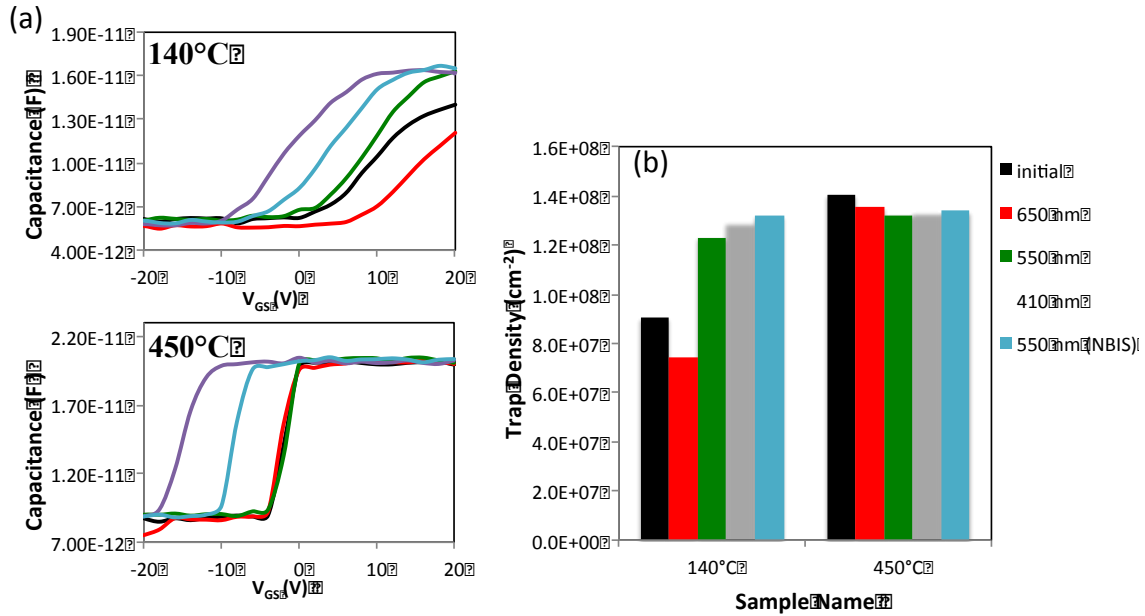 (a)
140°C
1.90E-11
1.60E-11
1.30E-11
1.00E-11
7.00E-12
4.00E-12
Capacitance (F)
-20 -10 0 10 20
VGS (V)
450°C
2.20E-11
1.70E-11
1.20E-11
7.00E-12
Capacitance (F)
-20 -10 0 10 20
VGS (V)
(b)
1.6E+08
1.4E+08
1.2E+08
1.0E+08
8.0E+07
6.0E+07
4.0E+07
2.0E+07
0.0E+00
Trap Density (cm-2)
140°C 450°C
Sample Name
initial
650 nm
550 nm
410 nm
550 nm (NBIS)